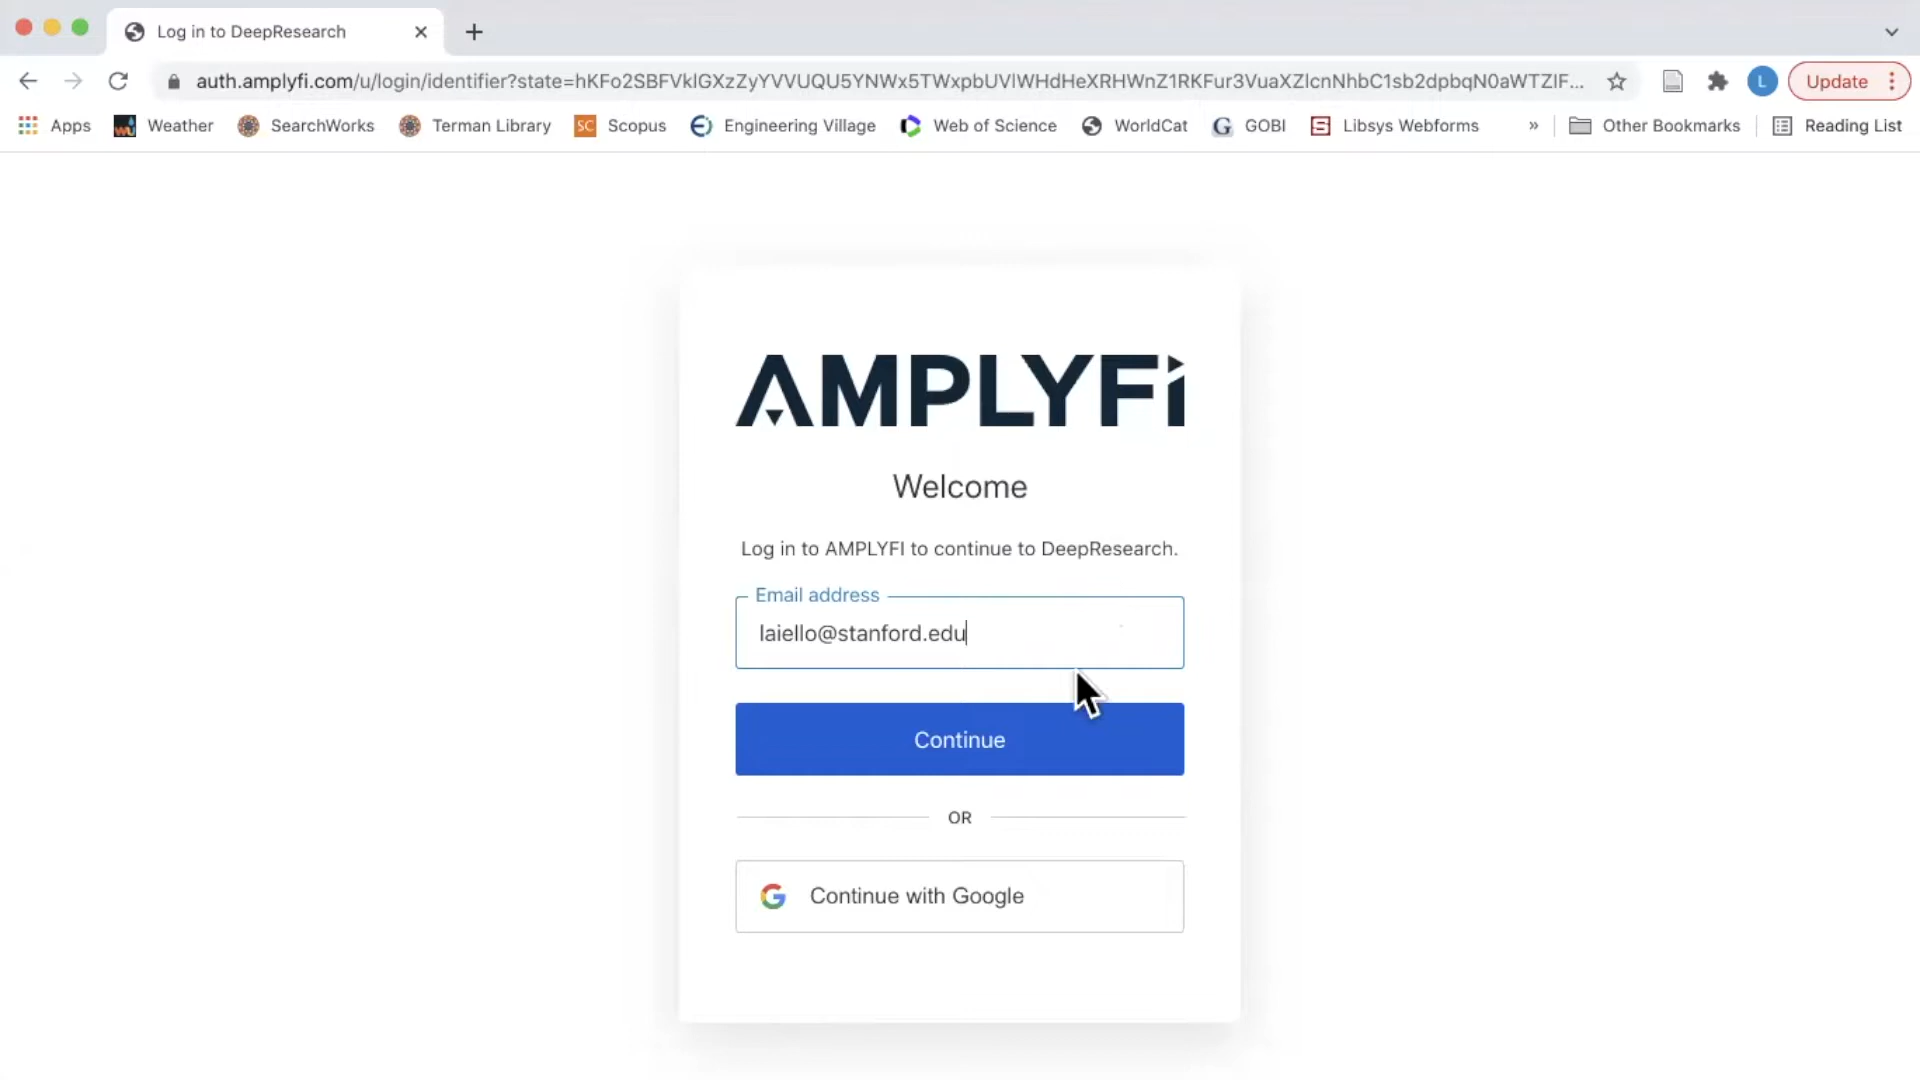 Log in to DeepResearch
auth.amplyfi.com/u/login/identifier?state=hKFo2SBFVklGXzZyYVVUQU5YNWx5TWxpbUVlWHdHeXRHWnZ1RKFur3VuaXZlcnNhbC1sb2dpbqN0aWTZIF...
Update
Apps Weather SearchWorks Terman Library SC Scopus Engineering Village Web of Science WorldCat G GOBI Libsys Webforms » Other Bookmarks Reading List
L
AMPLYFi
Welcome
Log in to AMPLYFI to continue to DeepResearch.
Email address
laiello@stanford.edu
Continue
OR
Continue with Google